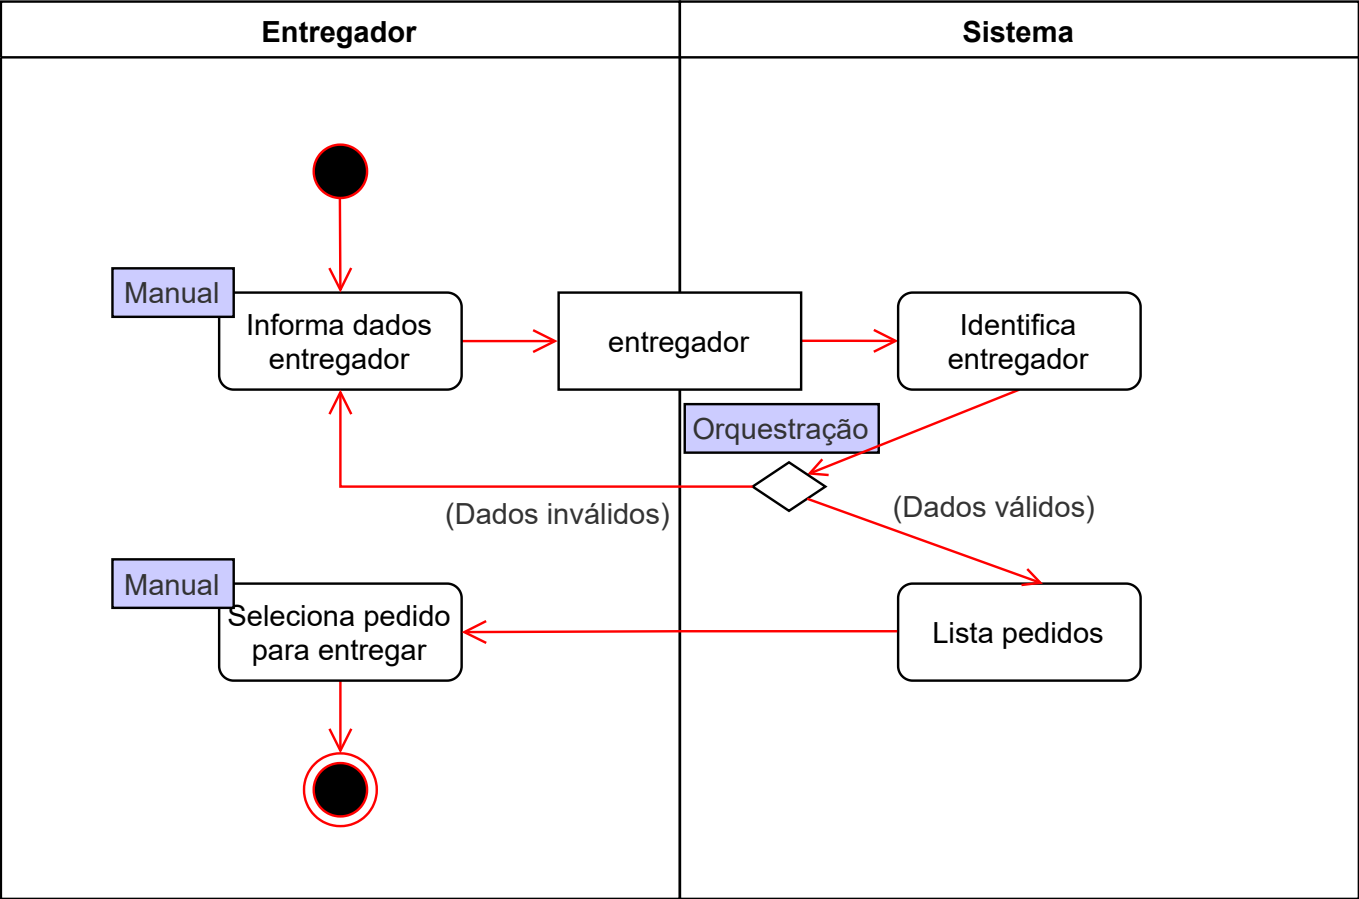 Entregador
Sistema
Manual
Informa dados
entregador
entregador
Identifica
entregador
Orquestração
(Dados inválidos)
(Dados válidos)
Manual
Seleciona pedido
para entregar
Lista pedidos